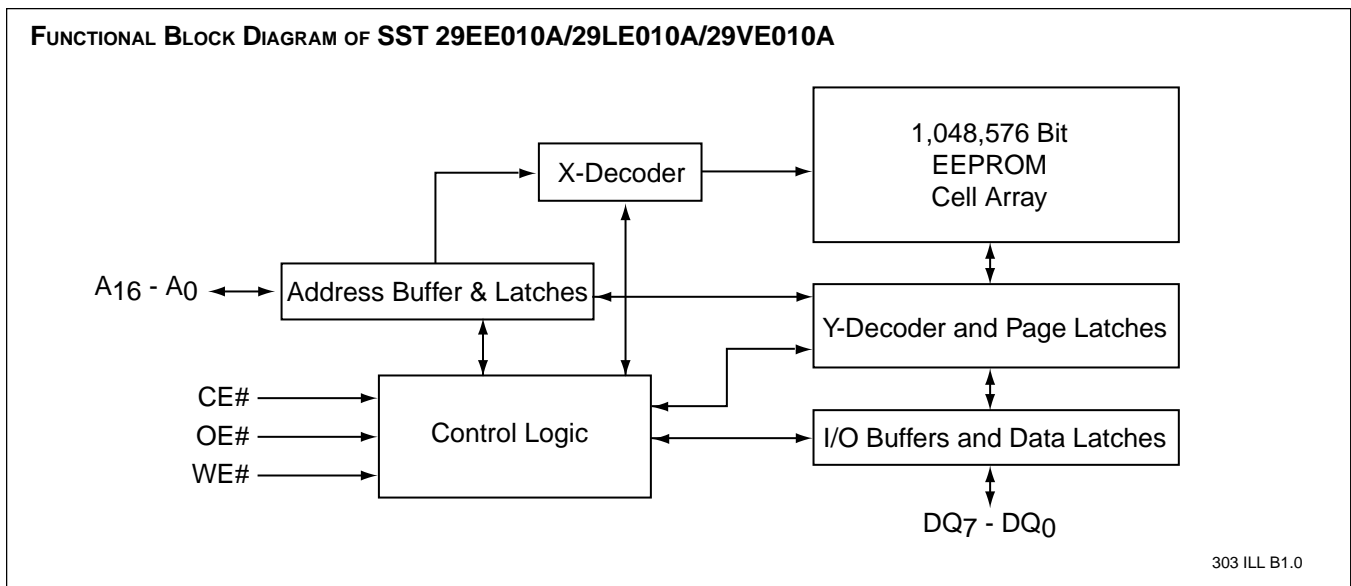 FUNCTIONAL BLOCK DIAGRAM OF SST 29EE010A/29LE010A/29VE010A
1,048,576 Bit
EEPROM
Cell Array
X-Decoder
A16 - A0
Address Buffer & Latches
Y-Decoder and Page Latches
CE#
OE#
WE#
Control Logic
I/O Buffers and Data Latches
DQ7 - DQ0
303 ILL B1.0